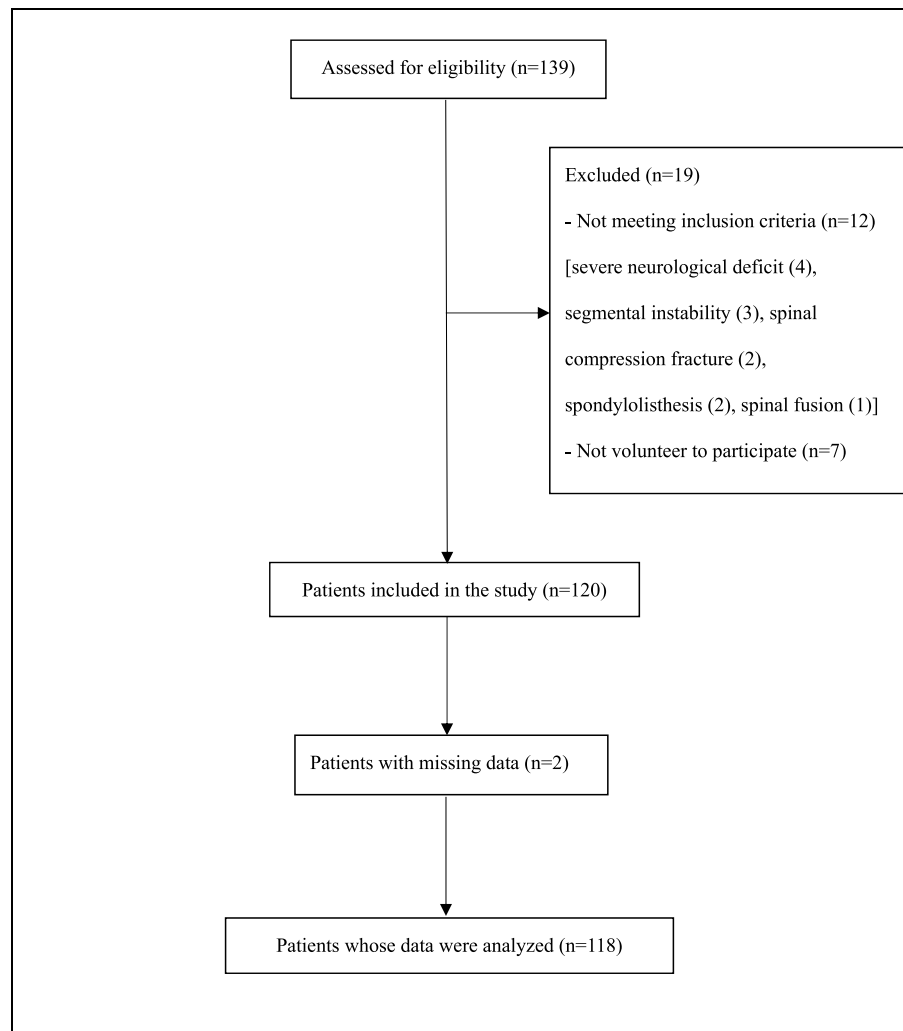 Assessed for eligibility (n=139)
Excluded (n=19)
- Not meeting inclusion criteria (n=12)
[severe neurological deficit (4),
segmental instability (3), spinal
compression fracture (2),
spondylolisthesis (2), spinal fusion (1)]
- Not volunteer to participate (n=7)
Patients included in the study (n=120)
Patients with missing data (n=2)
Patients whose data were analyzed (n=118)